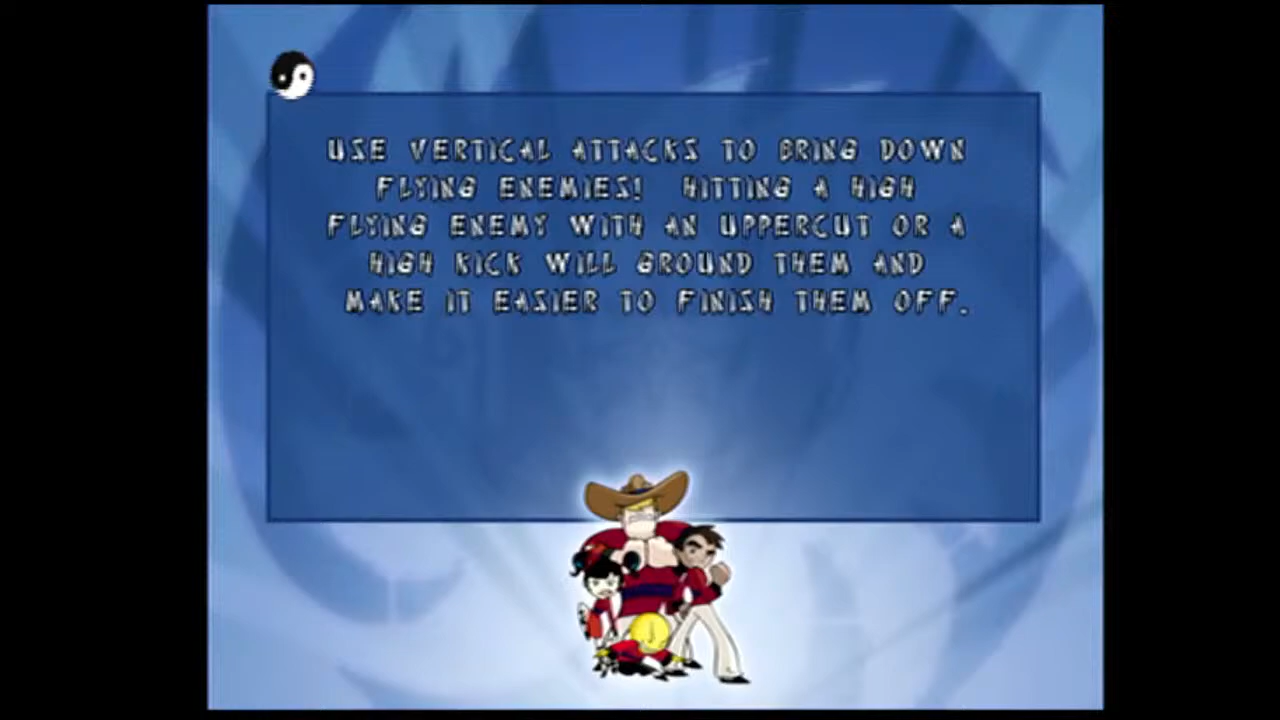 USE VERTICAL ATTACKS TO BRING DOWN
FLYING ENEMIES! HITTING A HIGH
FLYING ENEMY WITH AN UPPERCUT OR A
HIGH KICK WILL GROUND THEM AND
MAKE IT EASIER TO FINISH THEM OFF.